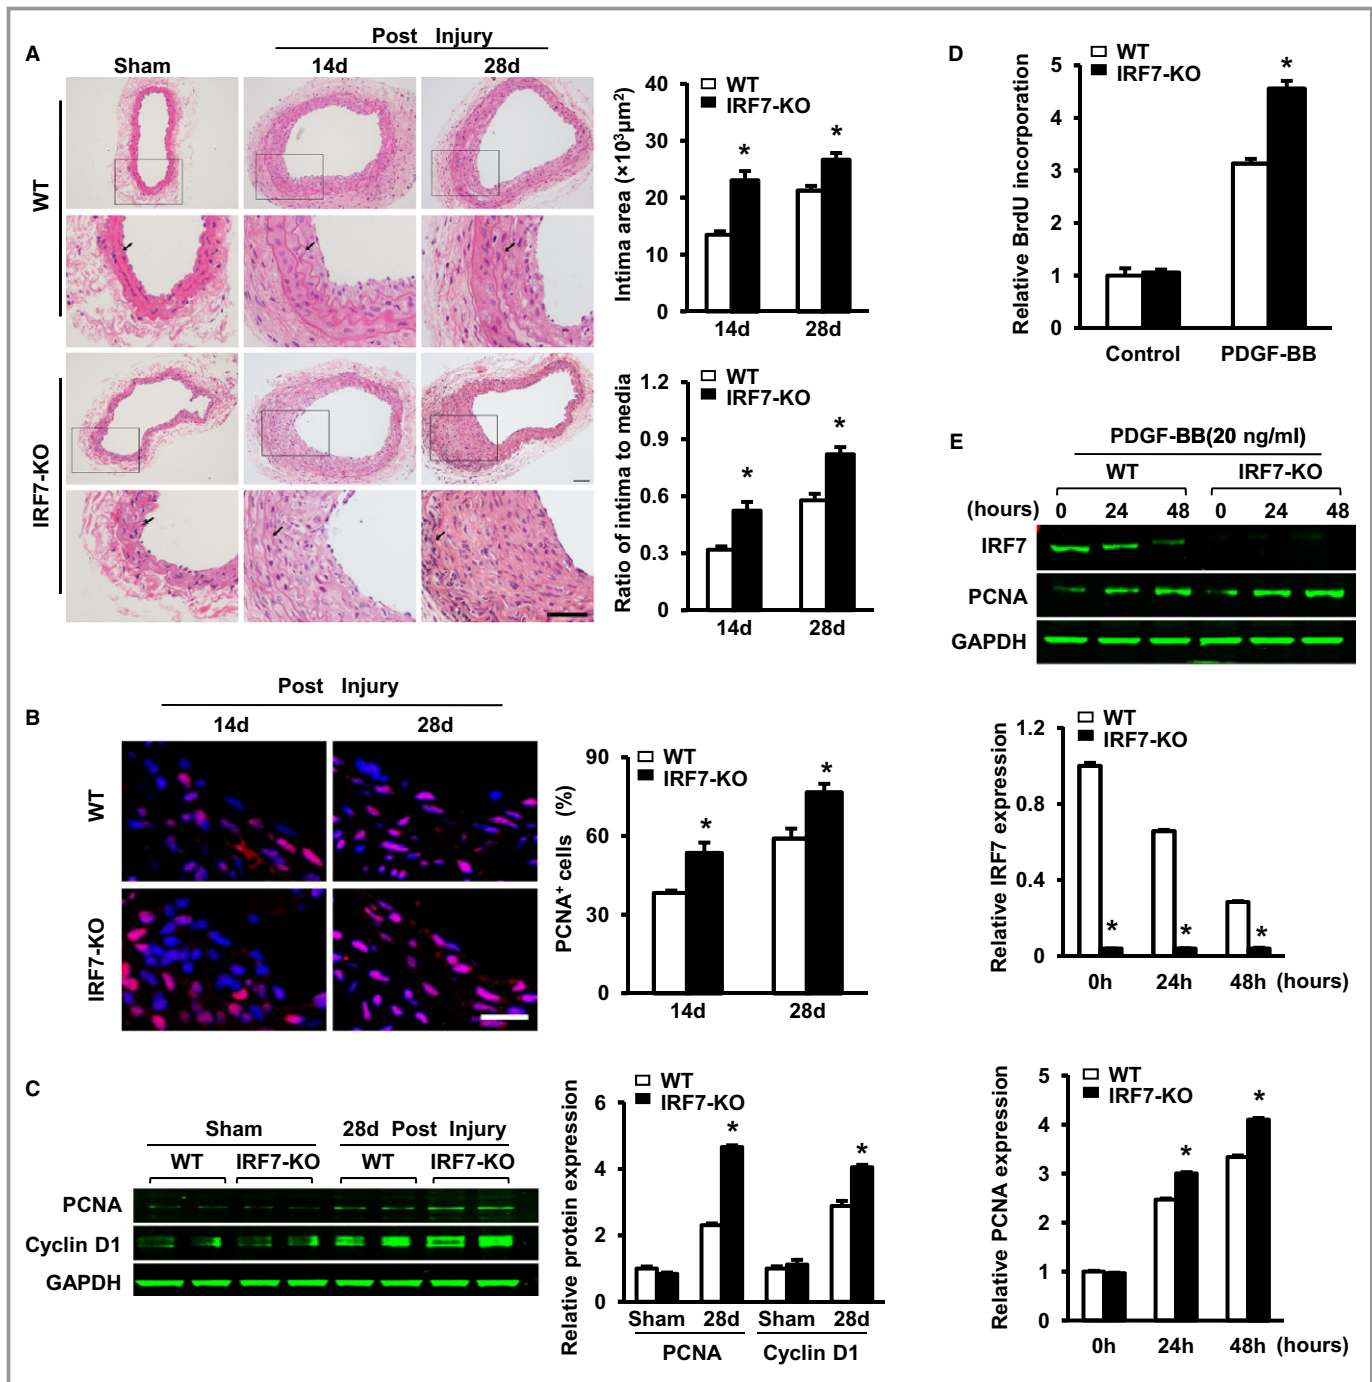 A
Post Injury
Sham 14d 28d
WT
IRF7-KO
Intima area (×10³μm²)
40
30
20
10
0
WT
IRF7-KO
* *
14d 28d
Ratio of intima to media
1.2
0.9
0.6
0.3
0
WT
IRF7-KO
* *
14d 28d
B
Post Injury
14d 28d
WT
IRF7-KO
PCNA⁺ cells (%)
90
60
30
0
WT
IRF7-KO
* *
14d 28d
C
Sham 28d Post Injury
WT IRF7-KO WT IRF7-KO
PCNA
Cyclin D1
GAPDH
Relative protein expression
6
4
2
0
WT
IRF7-KO
* *
Sham 28d Sham 28d
PCNA Cyclin D1
D
Relative BrdU incorporation
5
4
3
2
1
0
WT
IRF7-KO
*
Control PDGF-BB
E
PDGF-BB(20 ng/ml)
WT IRF7-KO
(hours) 0 24 48 0 24 48
IRF7
PCNA
GAPDH
Relative IRF7 expression
1.2
0.8
0.4
0
WT
IRF7-KO
* * *
0h 24h 48h (hours)
Relative PCNA expression
5
4
3
2
1
0
WT
IRF7-KO
* *
0h 24h 48h (hours)